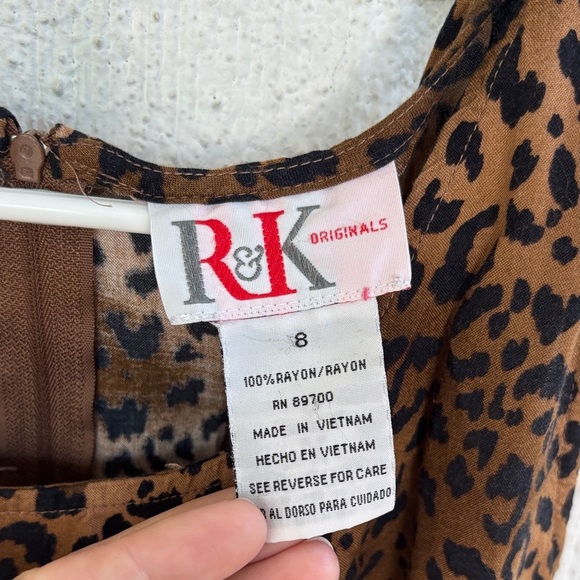 R&K ORIGINALS
8
100% RAYON/RAYON
RN 89700
MADE IN VIETNAM
HECHO EN VIETNAM
SEE REVERSE FOR CARE
AL DORSO PARA CUIDADO